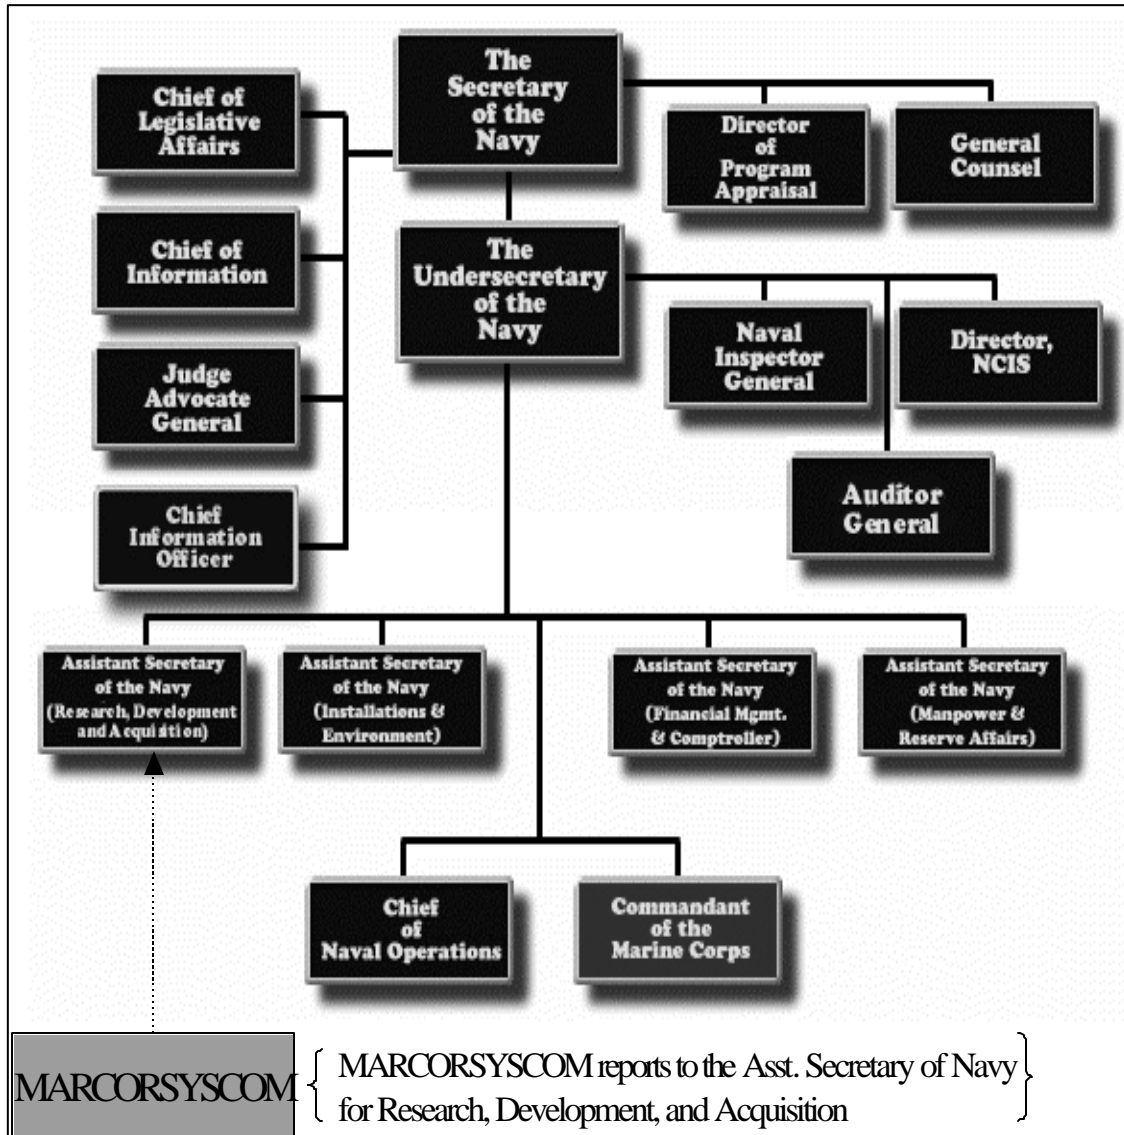 The
Secretary
of the
Navy
Chief of
Legislative
Affairs
Director
of
Program
Appraisal
General
Counsel
Chief of
Information
The
Undersecretary
of the
Navy
Naval
Inspector
General
Director,
NCIS
Judge
Advocate
General
Auditor
General
Chief
Information
Officer
Assistant Secretary
of the Navy
(Research, Development
and Acquisition)
Assistant Secretary
of the Navy
(Installations &
Environment)
Assistant Secretary
of the Navy
(Financial Mgmt.
& Comptroller)
Assistant Secretary
of the Navy
(Manpower &
Reserve Affairs)
Chief
of
Naval Operations
Commandant
of the
Marine Corps
MARCORSYSCOM
MARCORSYSCOM reports to the Asst. Secretary of Navy
for Research, Development, and Acquisition